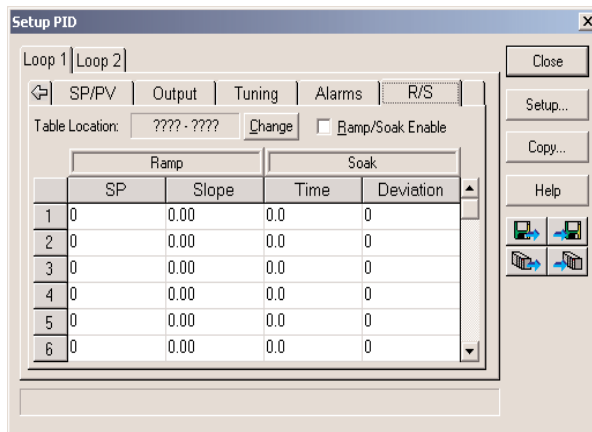 Setup PID
Loop 1 Loop 2
SP/PV Output Tuning Alarms R/S
Table Location: ???? - ???? Change Ramp/Soak Enable
Ramp Soak
SP Slope Time Deviation
1 0 0.00 0.0 0
2 0 0.00 0.0 0
3 0 0.00 0.0 0
4 0 0.00 0.0 0
5 0 0.00 0.0 0
6 0 0.00 0.0 0
Close
Setup...
Copy...
Help